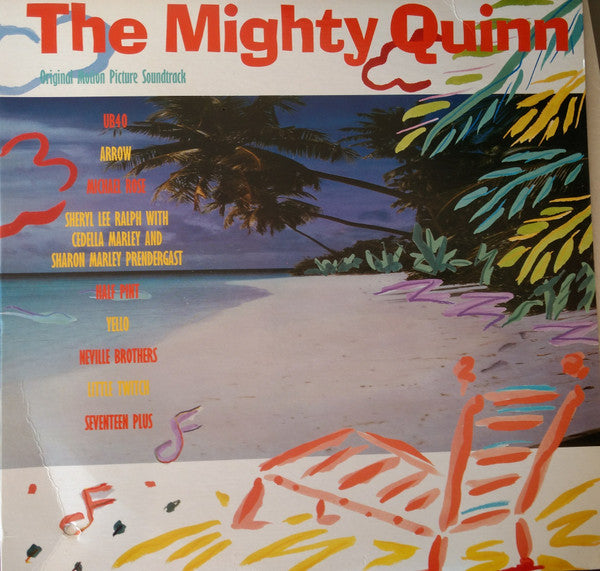 The Mighty Quinn
Original Motion Picture Soundtrack
UB40
ARROW
MICHAEL ROSE
SHERYL LEE RALPH WITH
CEDELLA MARLEY AND
SHARON MARLEY PRENDERGAST
HALF PINT
YELLO
NEVILLE BROTHERS
LITTLE TWITCH
SEVENTEEN PLUS